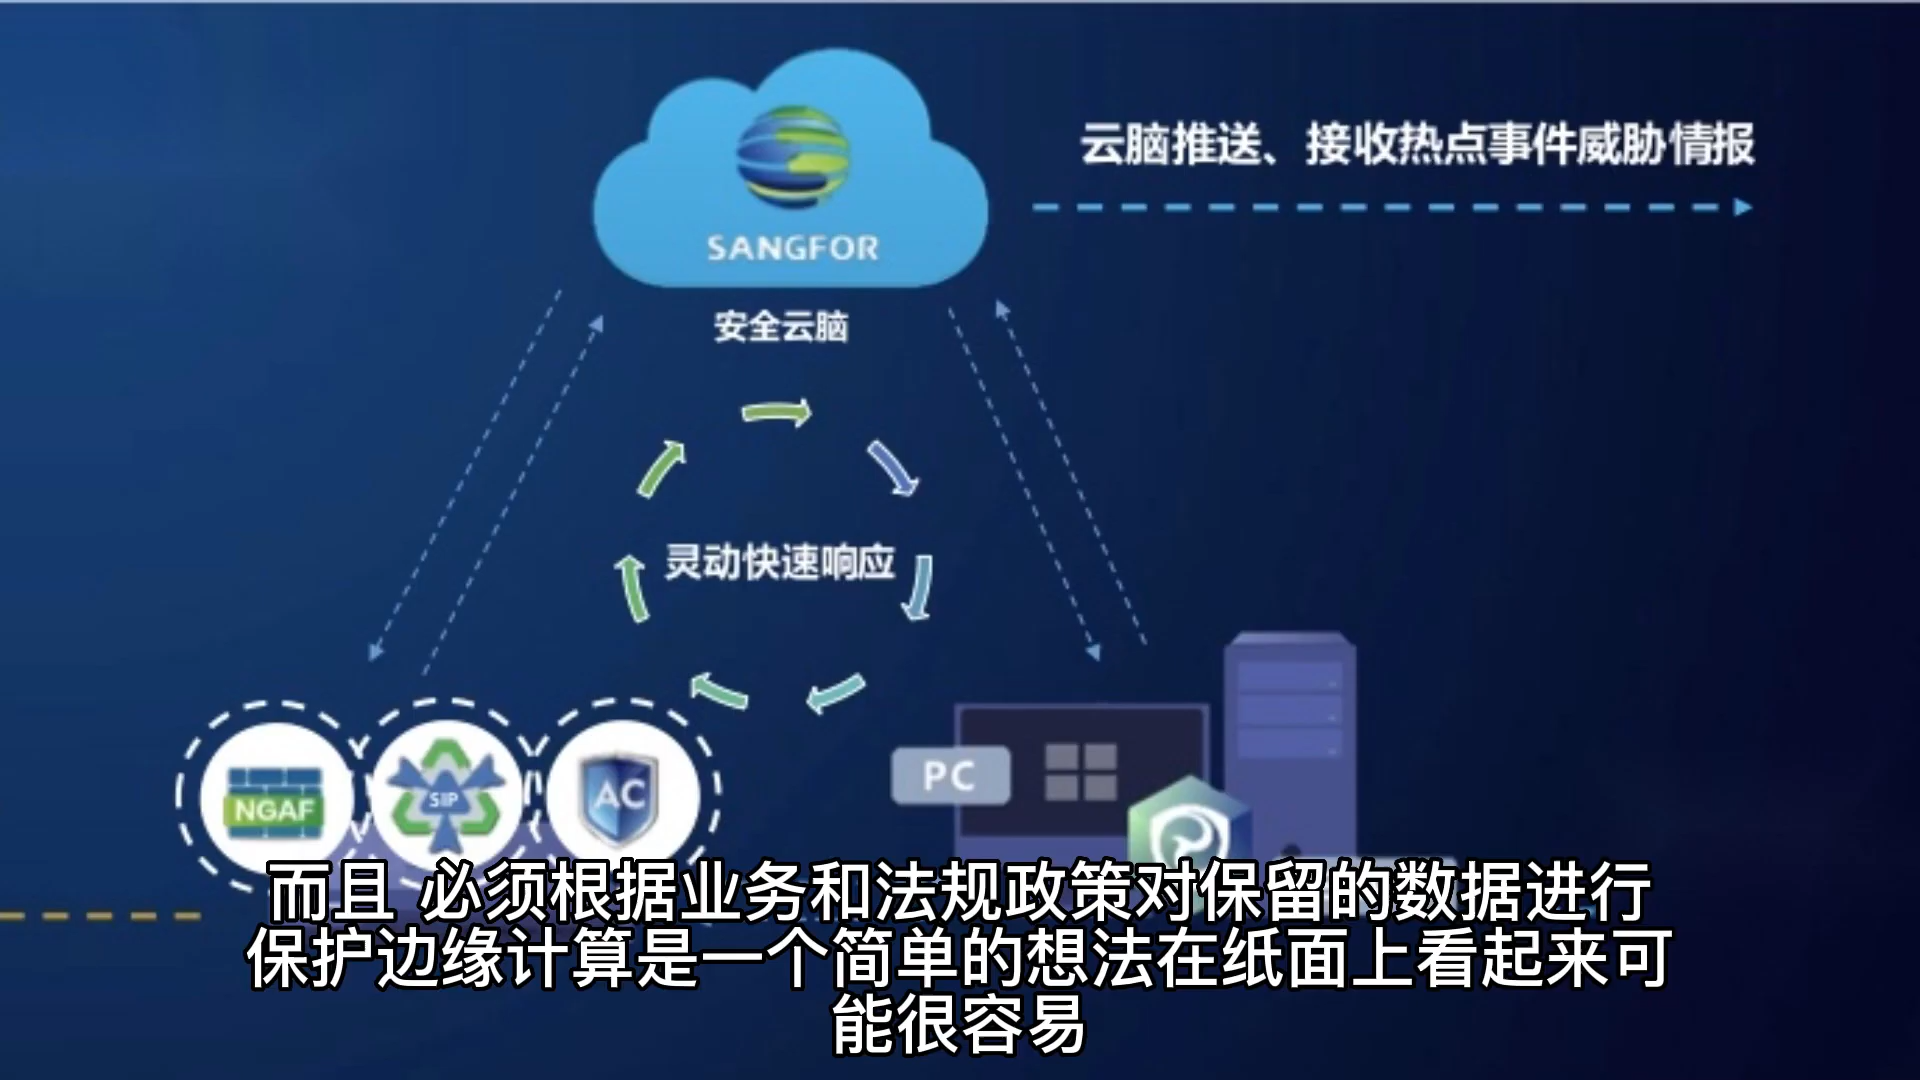 云脑推送、接收热点事件威胁情报
SANGFOR
安全云脑
灵动快速响应
NGAF
SIP
AC
PC
而且 必须根据业务和法规政策对保留的数据进行
保护边缘计算是一个简单的想法在纸面上看起来可
能很容易